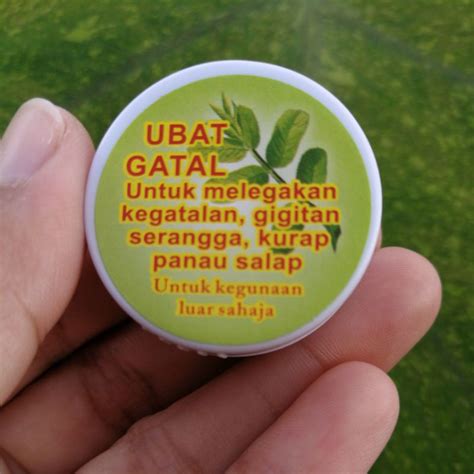 UBAT
GATAL
Untuk melegakan
kegatalan, gigitan
serangga, kurap
panau salap
Untuk kegunaan
luar sahaja